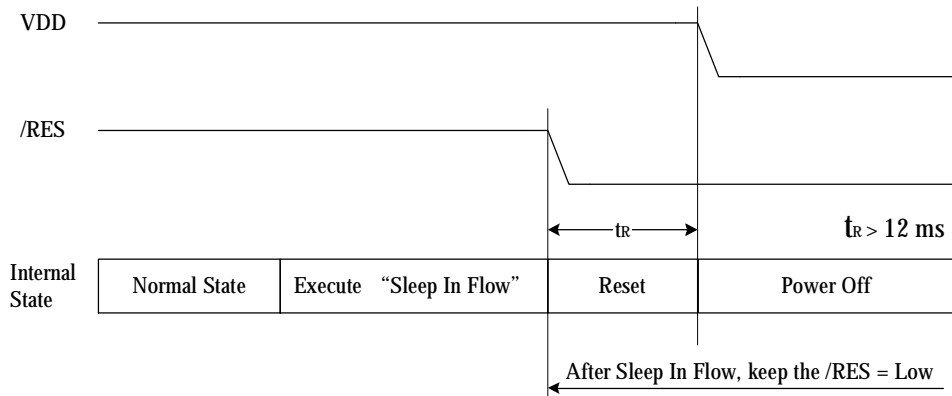 VDD
/RES
tR
tR > 12 ms
Internal
State
Normal State
Execute “Sleep In Flow”
Reset
Power Off
After Sleep In Flow, keep the /RES = Low